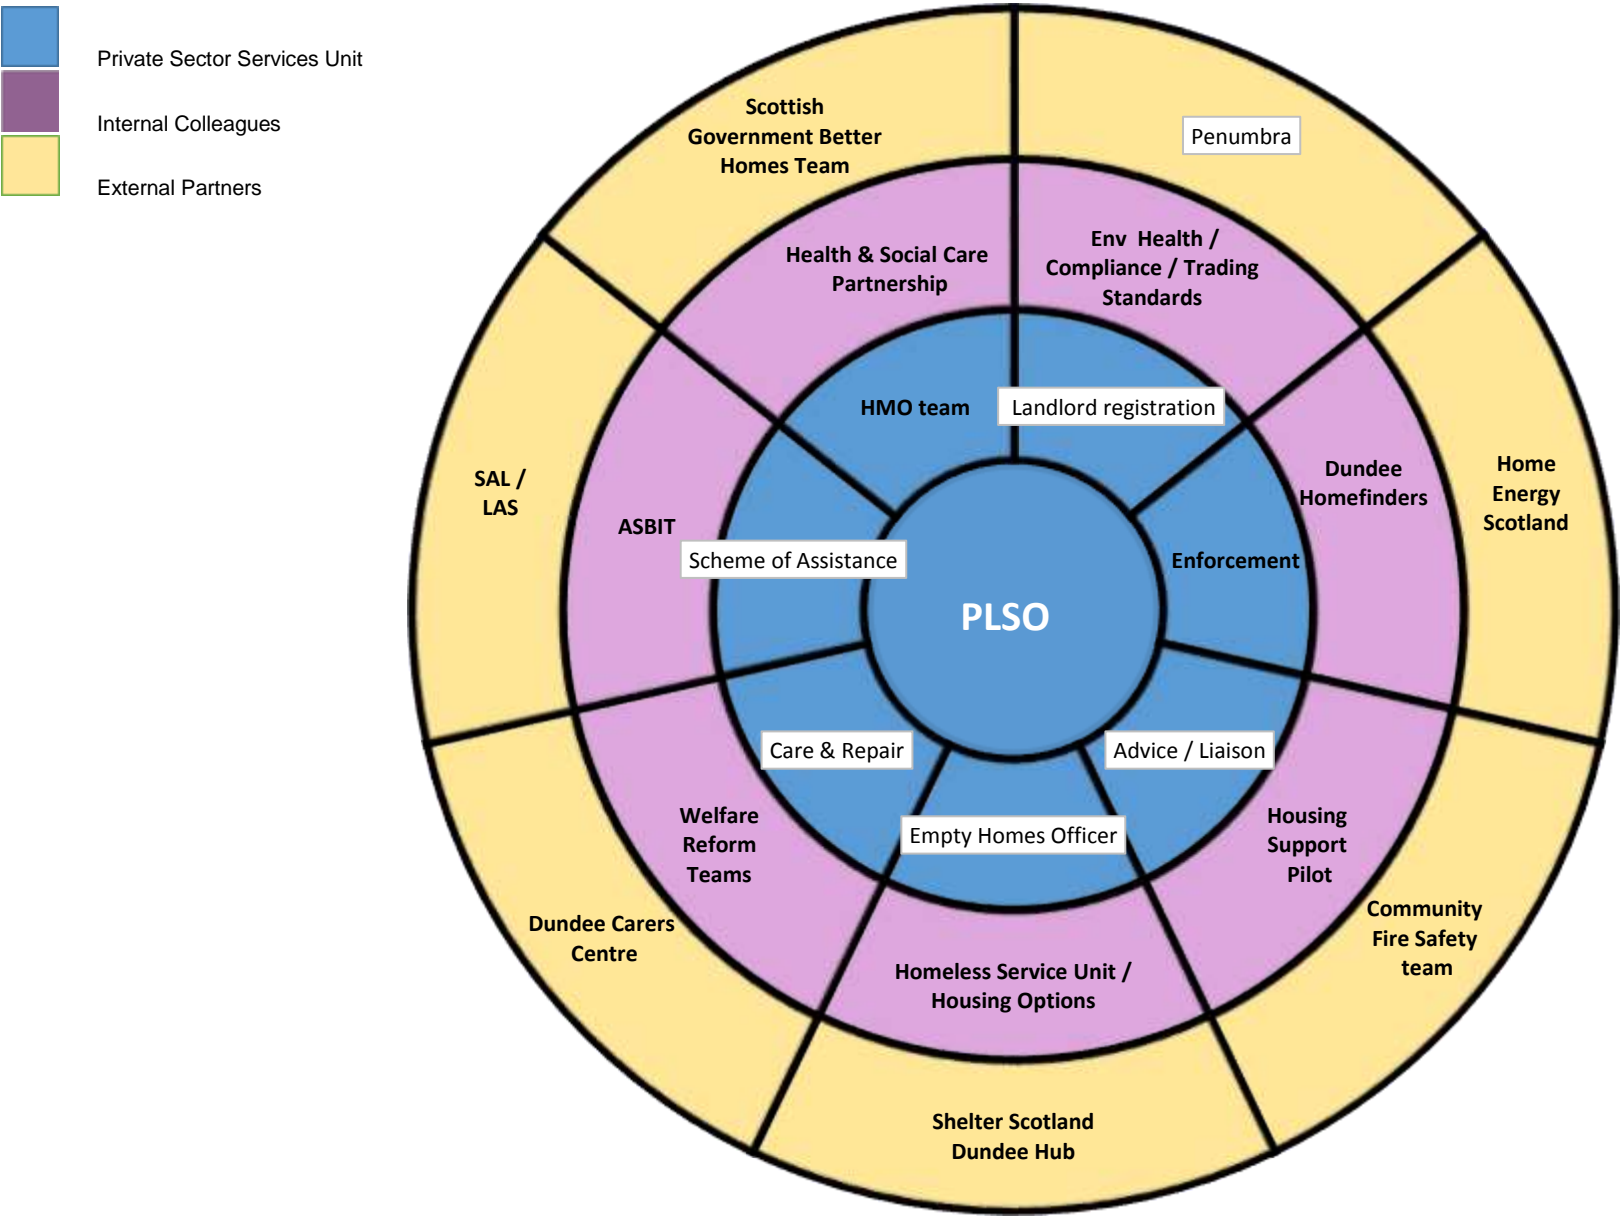 Private Sector Services Unit
Internal Colleagues
External Partners
Scottish
Government Better
Homes Team
Penumbra
Health & Social Care
Partnership
Env Health /
Compliance / Trading
Standards
HMO team
Landlord registration
SAL /
LAS
ASBIT
Scheme of Assistance
PLSO
Enforcement
Dundee
Homefinders
Home
Energy
Scotland
Care & Repair
Advice / Liaison
Empty Homes Officer
Welfare
Reform
Teams
Housing
Support
Pilot
Dundee Carers
Centre
Homeless Service Unit /
Housing Options
Community
Fire Safety
team
Shelter Scotland
Dundee Hub